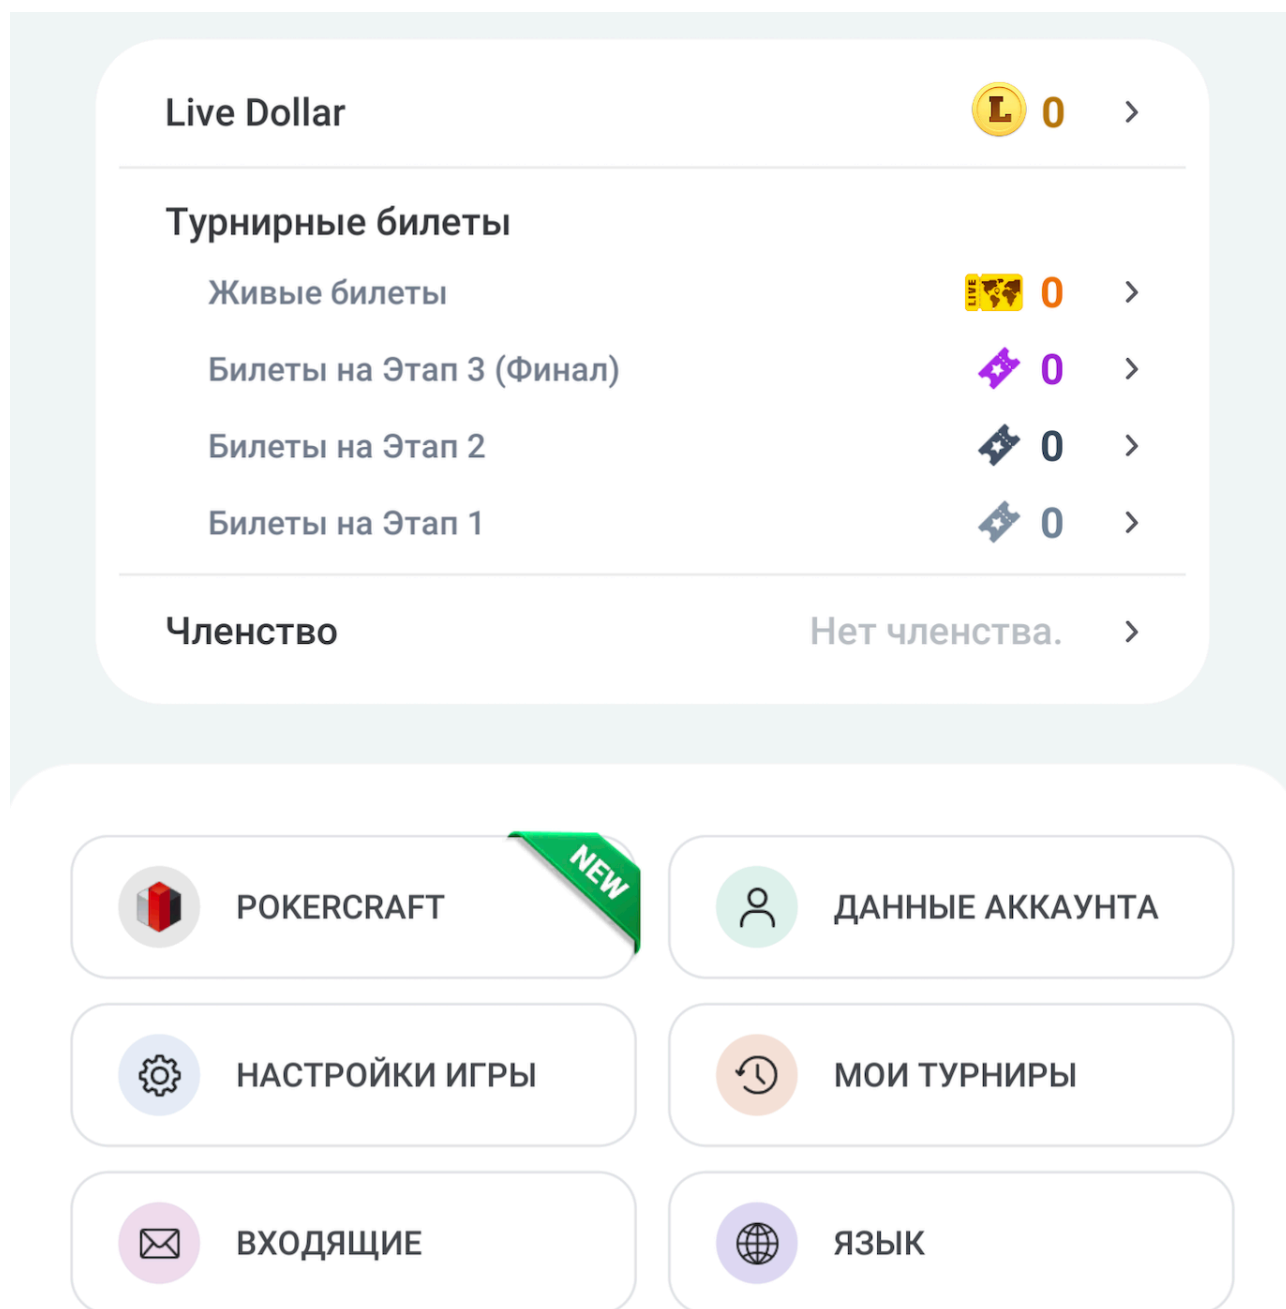 Live Dollar
L 0
Турнирные билеты
Живые билеты
LIVE 0
Билеты на Этап 3 (Финал)
0
Билеты на Этап 2
0
Билеты на Этап 1
0
Членство
Нет членства.
POKERCRAFT
NEW
ДАННЫЕ АККАУНТА
НАСТРОЙКИ ИГРЫ
МОИ ТУРНИРЫ
ВХОДЯЩИЕ
ЯЗЫК